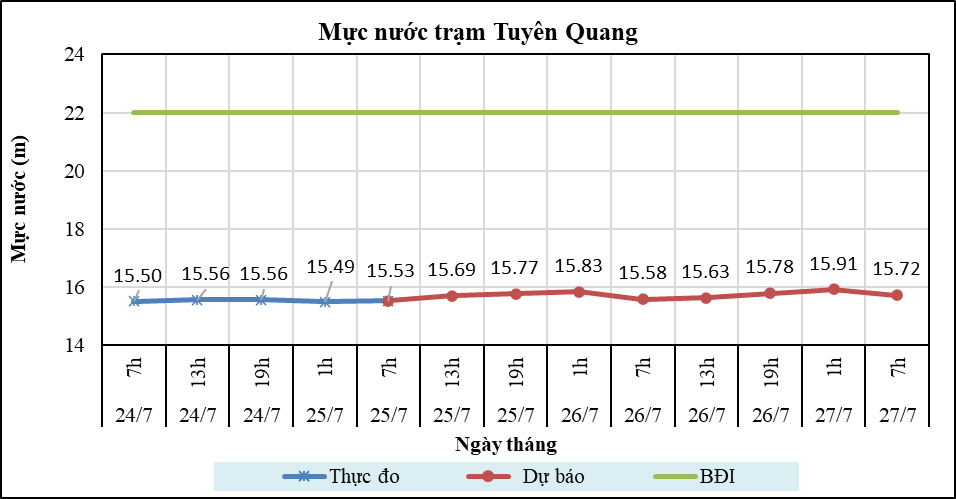 Mực nước trạm Tuyên Quang
Mực nước (m)
24
22
20
18
16
14
15.50 15.56 15.56 15.49 15.53 15.69 15.77 15.83 15.58 15.63 15.78 15.91 15.72
7h 13h 19h 1h 7h 13h 19h 1h 7h 13h 19h 1h 7h
24/7 24/7 24/7 25/7 25/7 25/7 25/7 26/7 26/7 26/7 26/7 27/7 27/7
Ngày tháng
Thực đo Dự báo BĐI